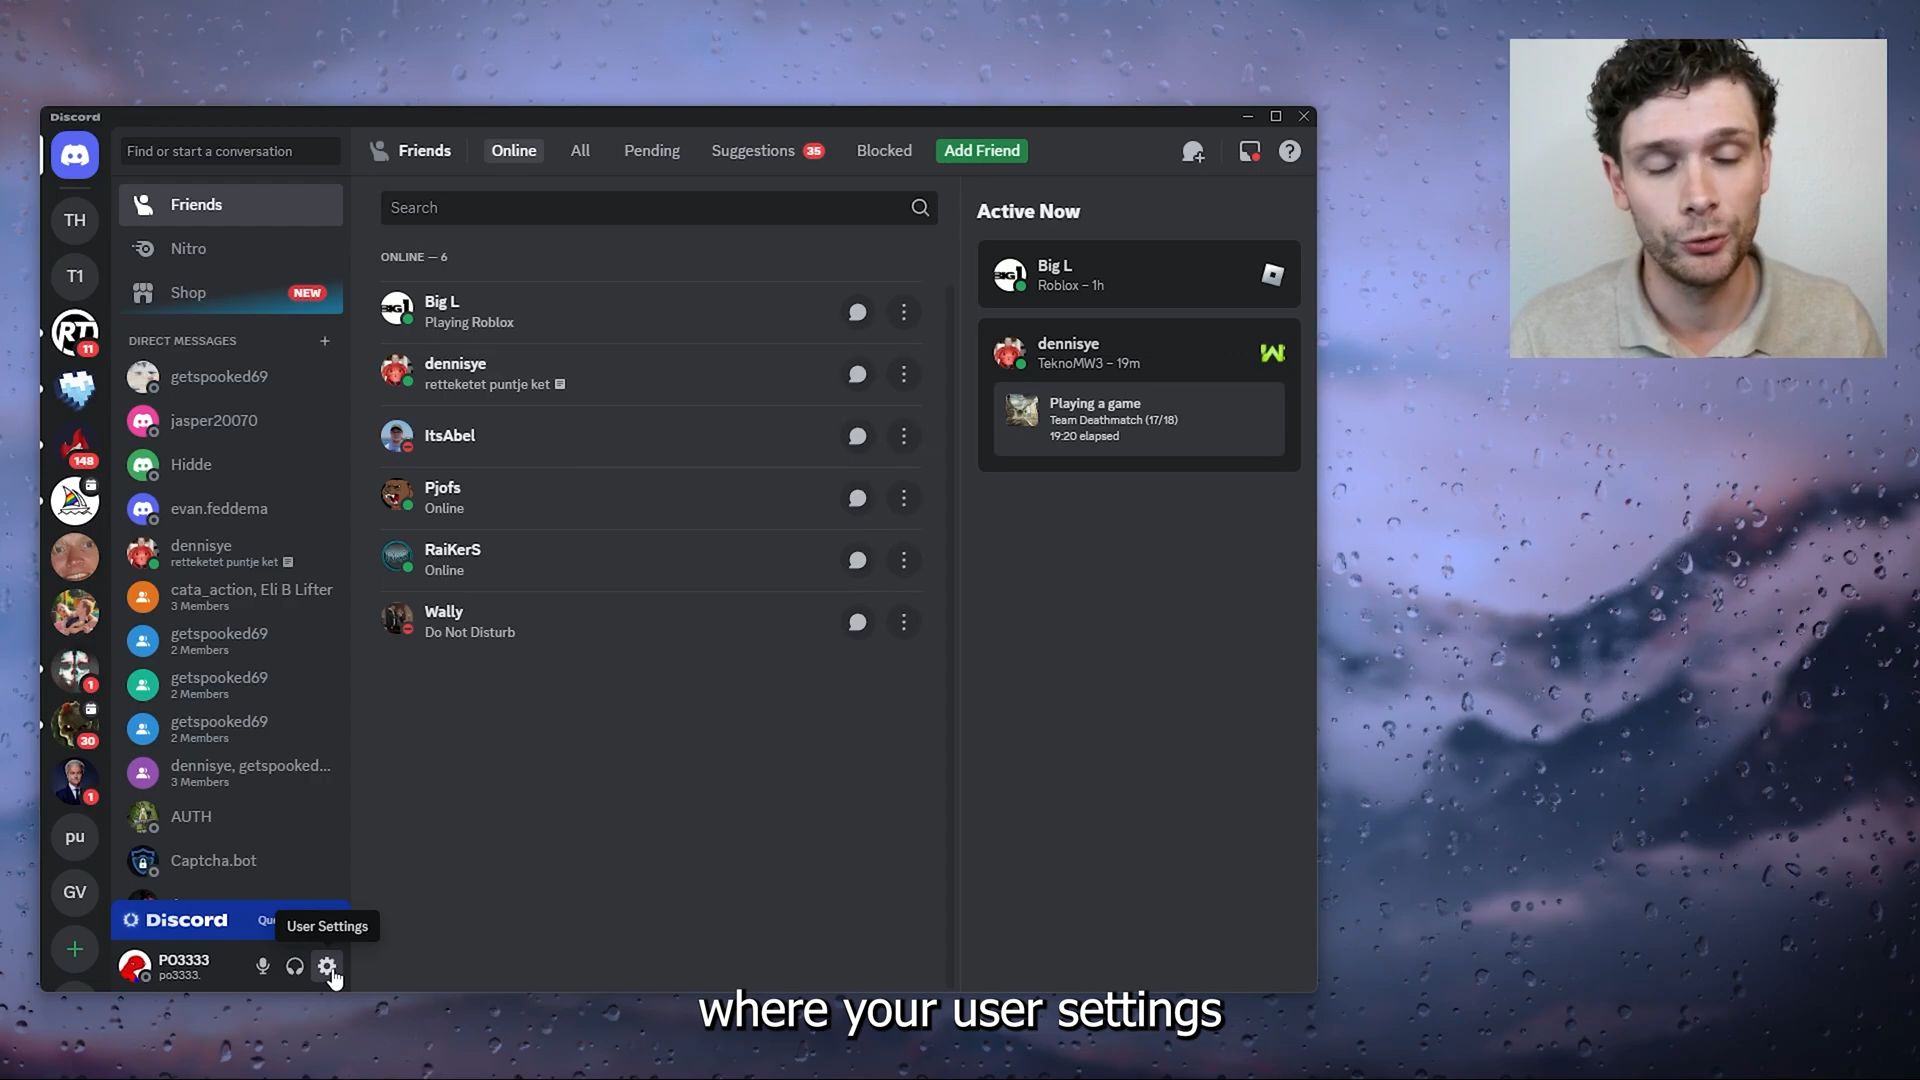 Discord
Find or start a conversation
Friends
Online
All
Pending
Suggestions 35
Blocked
Add Friend
TH
T1
11
148
1
30
1
pu
GV
Friends
Nitro
Shop NEW
DIRECT MESSAGES
getspooked69
jasper20070
Hidde
evan.feddema
dennisye
retteketet puntje ket
cata_action, Eli B Lifter
3 Members
getspooked69
2 Members
getspooked69
2 Members
getspooked69
2 Members
dennisye, getspooked...
3 Members
AUTH
Captcha.bot
Discord
User Settings
PO3333
po3333.
Search
ONLINE — 6
Big L
Playing Roblox
dennisye
retteketet puntje ket
ItsAbel
Pjofs
Online
RaiKerS
Online
Wally
Do Not Disturb
Active Now
Big L
Roblox – 1h
dennisye
TeknoMW3 – 19m
Playing a game
Team Deathmatch (17/18)
19:20 elapsed
where your user settings